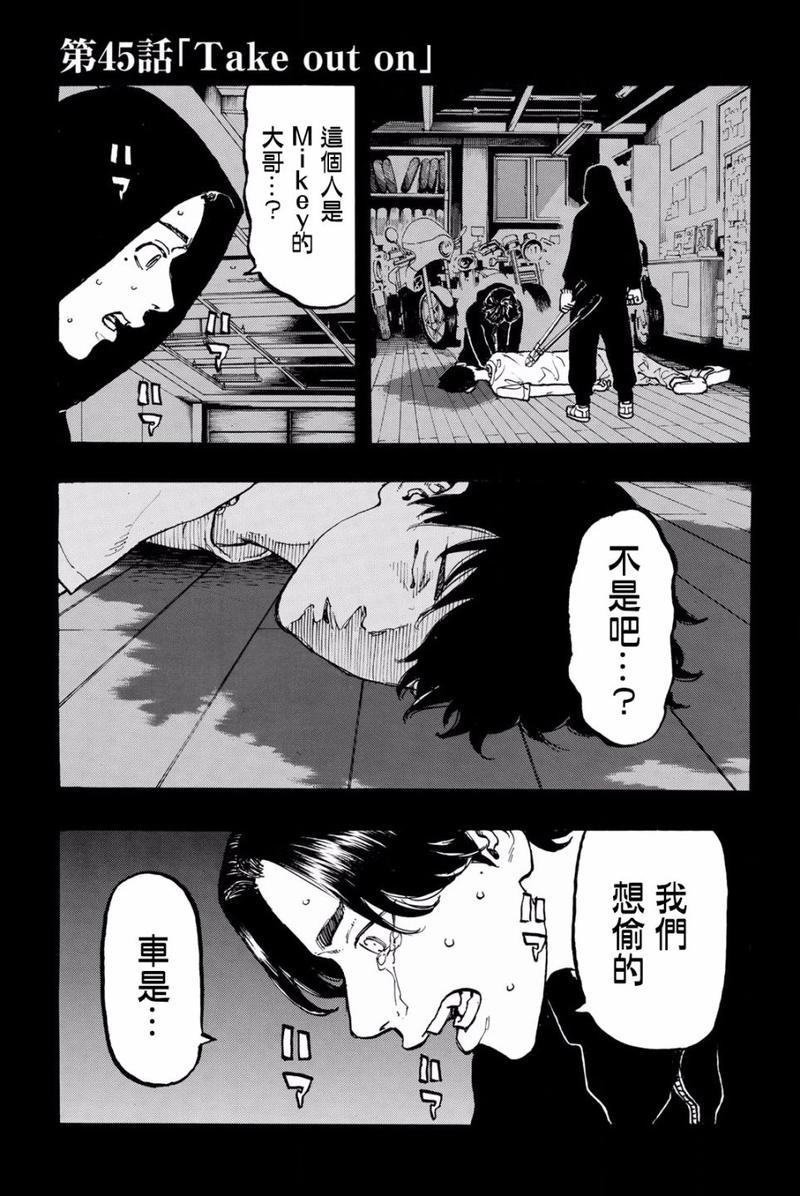 第45話「Take out on」
這個人是
Mikey的
大哥…?
ハァ
ハァ
ハァ
不是吧…?
我們
想偷的
車是…
ハァ
ハァ
ハァ